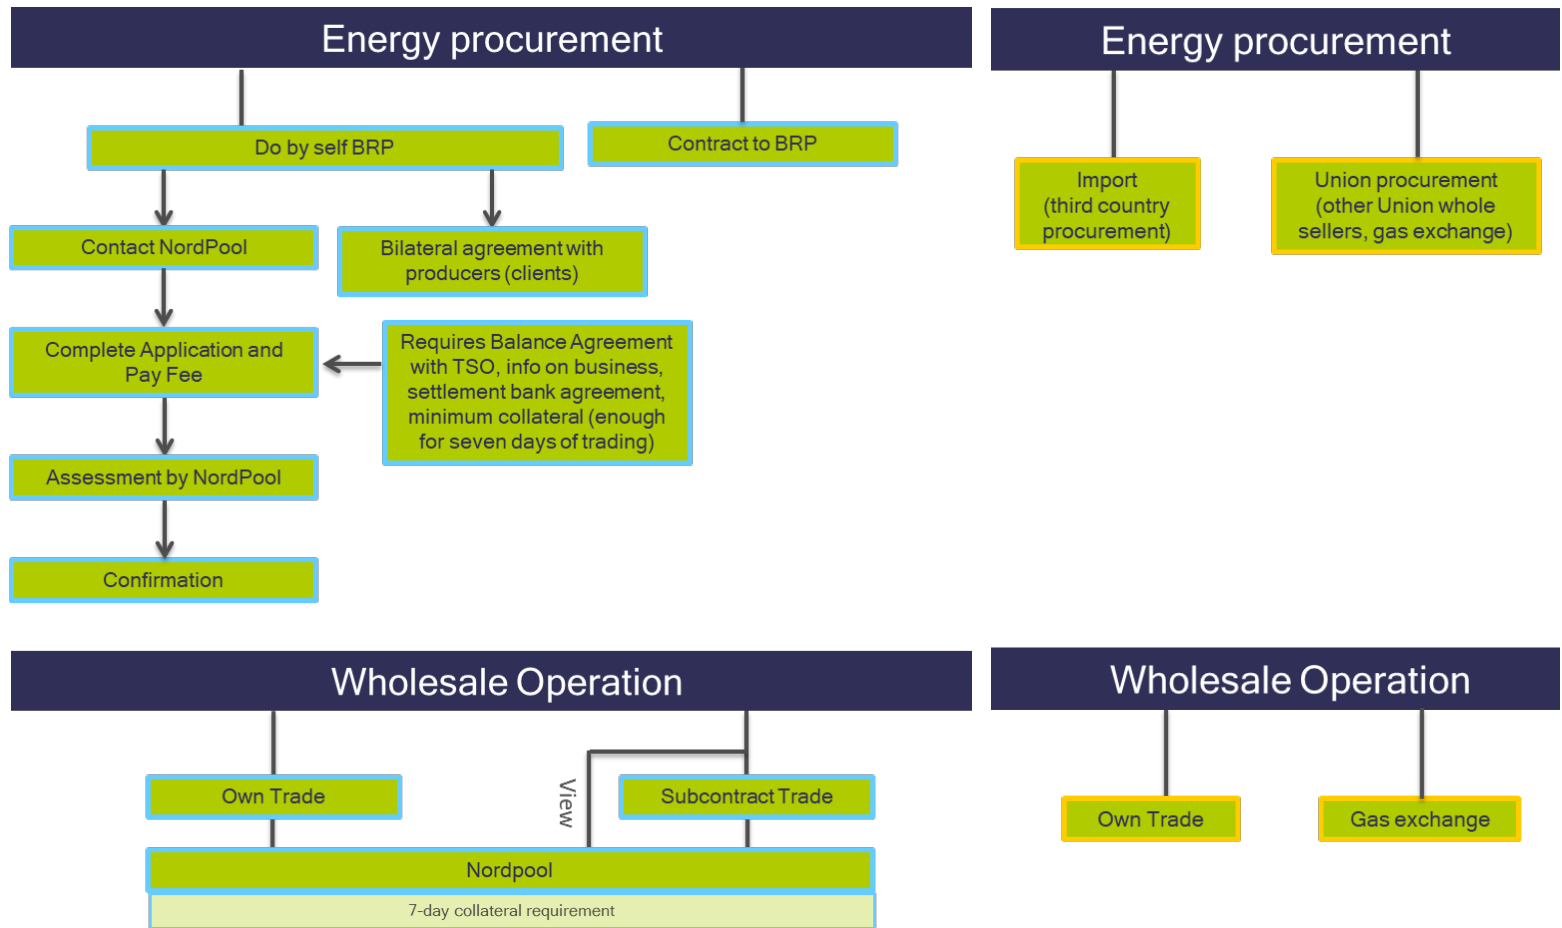 Energy procurement
Do by self BRP
Contract to BRP
Contact NordPool
Bilateral agreement with
producers (clients)
Complete Application and
Pay Fee
Requires Balance Agreement
with TSO, info on business,
settlement bank agreement,
minimum collateral (enough
for seven days of trading)
Assessment by NordPool
Confirmation
Energy procurement
Import
(third country
procurement)
Union procurement
(other Union whole
sellers, gas exchange)
Wholesale Operation
Own Trade
View
Subcontract Trade
Nordpool
7-day collateral requirement
Wholesale Operation
Own Trade
Gas exchange